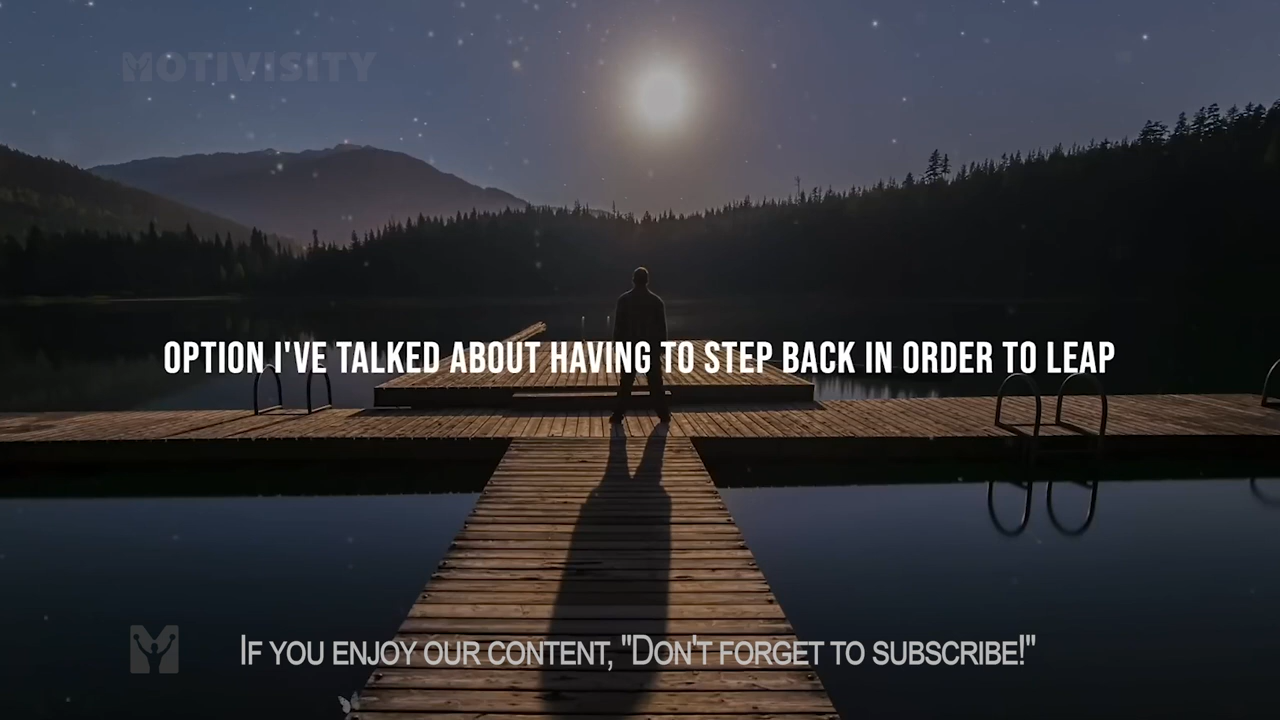 MOTIVISITY
OPTION I'VE TALKED ABOUT HAVING TO STEP BACK IN ORDER TO LEAP
IF YOU ENJOY OUR CONTENT, "DON'T FORGET TO SUBSCRIBE!"